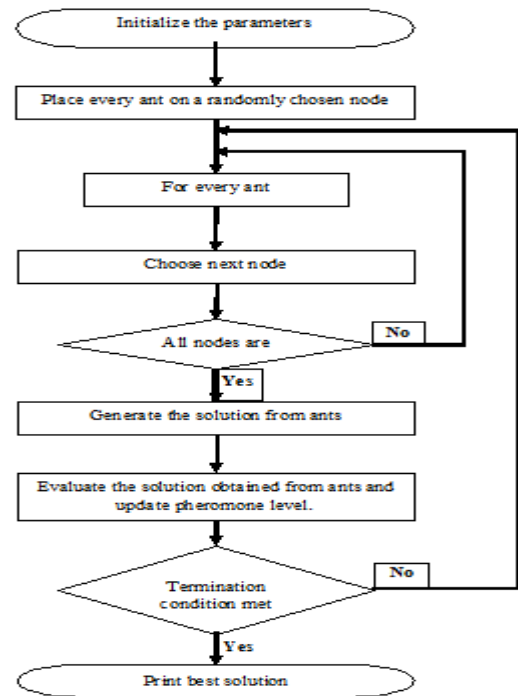 Initialize the parameters
Place every ant on a randomly chosen node
For every ant
Choose next node
All nodes are
No
Yes
Generate the solution from ants
Evaluate the solution obtained from ants and
update pheromone level.
Termination
condition met
No
Yes
Print best solution